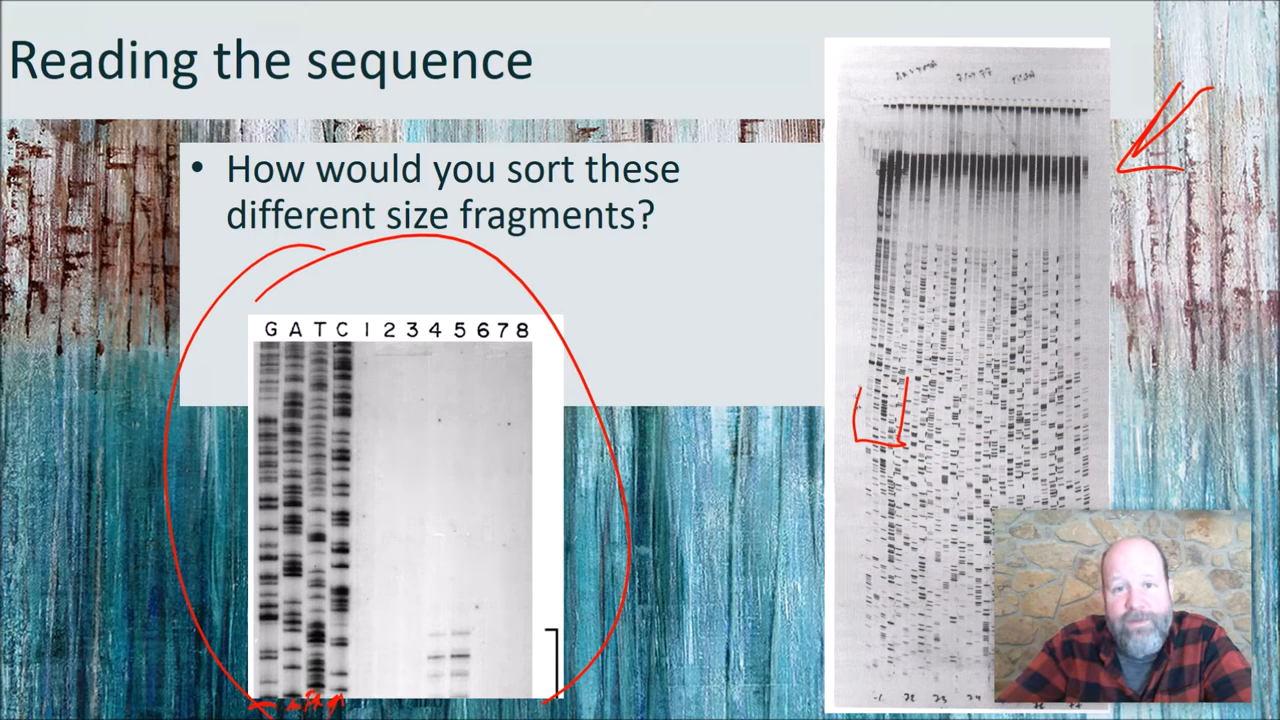 Reading the sequence
• How would you sort these
different size fragments?
G A T C 1 2 3 4 5 6 7 8